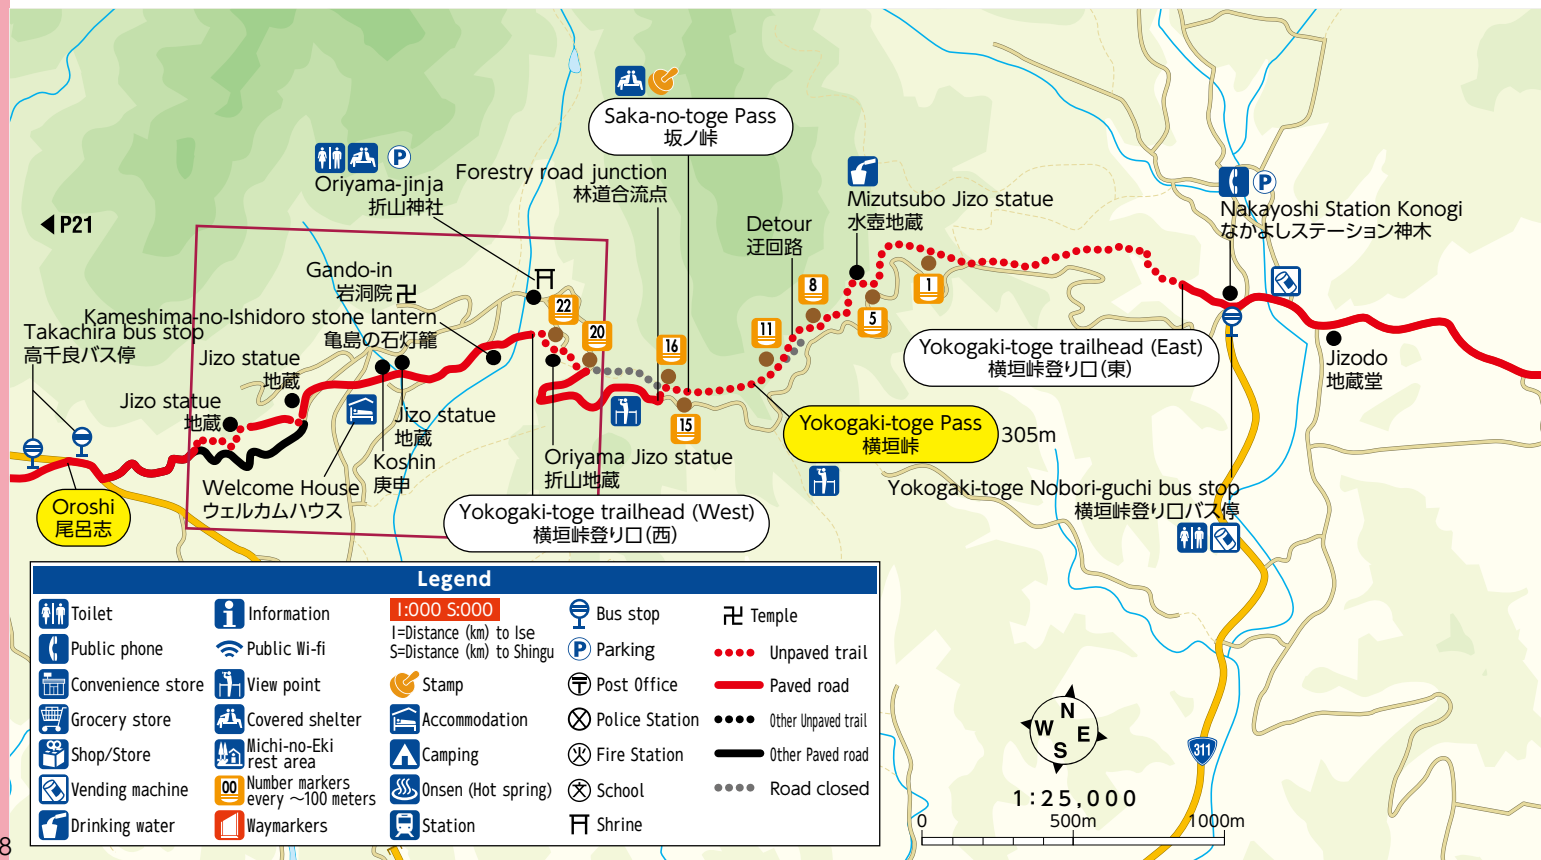 Saka-no-toge Pass
坂ノ峠
P
Oriyama-jinja
折山神社
Forestry road junction
林道合流点
Mizutsubo Jizo statue
水壺地蔵
Detour
迂回路
P
Nakayoshi Station Konogi
なかよしステーション神木
P21
Gando-in
岩洞院
Kameshima-no-Ishidoro stone lantern
亀島の石灯籠
Takachira bus stop
高千良バス停
Jizo statue
地蔵
Jizo statue
地蔵
22
20
16
15
11
8
5
1
Yokogaki-toge trailhead (East)
横垣峠登り口(東)
Jizodo
地蔵堂
Jizo statue
地蔵
Koshin
庚申
Welcome House
ウェルカムハウス
Oriyama Jizo statue
折山地蔵
Yokogaki-toge Pass
横垣峠
305m
Oroshi
尾呂志
Yokogaki-toge trailhead (West)
横垣峠登り口(西)
Yokogaki-toge Nobori-guchi bus stop
横垣峠登り口バス停
Legend
Toilet
Public phone
Convenience store
Grocery store
Shop/Store
Vending machine
Drinking water
Information
Public Wi-fi
View point
Covered shelter
Michi-no-Eki
rest area
00
Number markers
every ~100 meters
Waymarkers
I:000 S:000
I=Distance (km) to Ise
S=Distance (km) to Shingu
Stamp
Accommodation
Camping
Onsen (Hot spring)
Station
Bus stop
P Parking
Post Office
Police Station
Fire Station
School
Shrine
卍 Temple
Unpaved trail
Paved road
Other Unpaved trail
Other Paved road
Road closed
N
W
E
S
311
1:25,000
0
500m
1000m
8